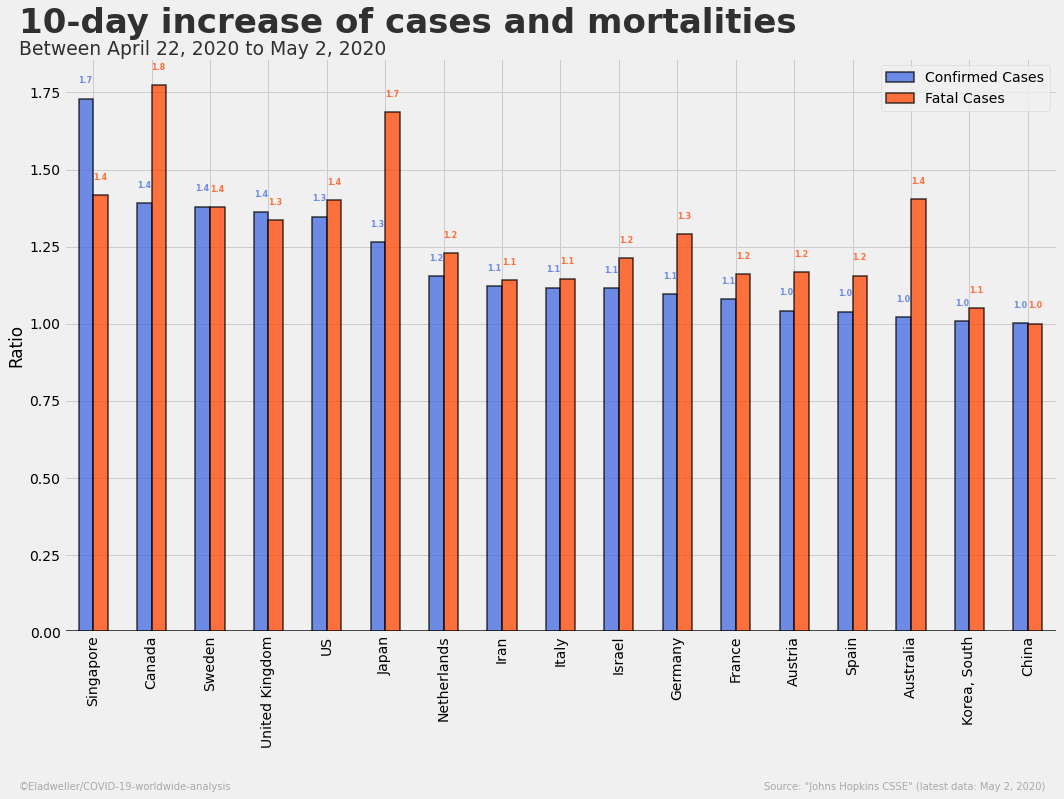 10-day increase of cases and mortalities
Between April 22, 2020 to May 2, 2020
Confirmed Cases
Fatal Cases
Ratio
1.75
1.50
1.25
1.00
0.75
0.50
0.25
0.00
1.7 1.4
1.4 1.8
1.4 1.4
1.4 1.3
1.3 1.4
1.3 1.7
1.2 1.2
1.1 1.1
1.1 1.1
1.1 1.2
1.1 1.3
1.1 1.2
1.0 1.2
1.0 1.2
1.0 1.4
1.0 1.1
1.0 1.0
Singapore
Canada
Sweden
United Kingdom
US
Japan
Netherlands
Iran
Italy
Israel
Germany
France
Austria
Spain
Australia
Korea, South
China
©Eladweller/COVID-19-worldwide-analysis
Source: "Johns Hopkins CSSE" (latest data: May 2, 2020)